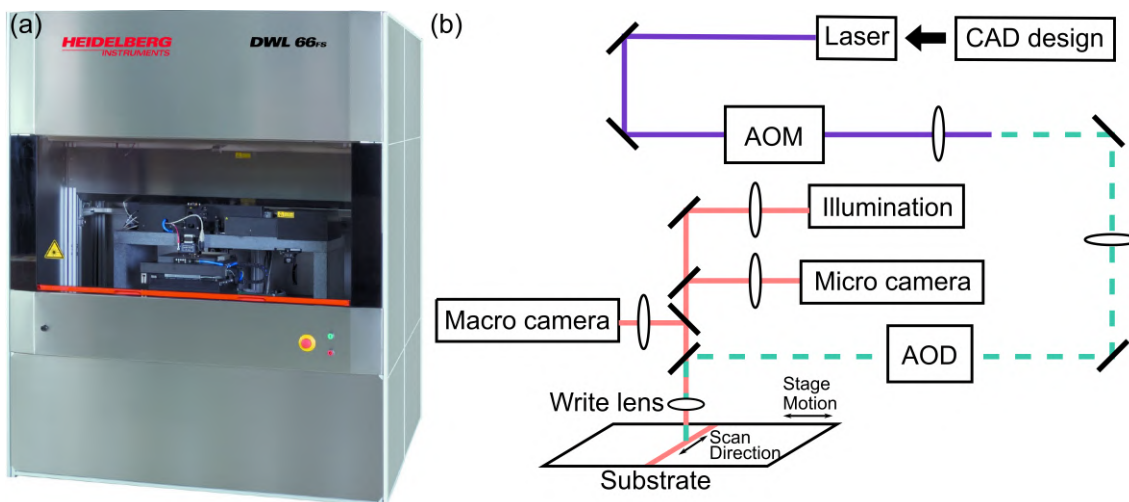 (a)
HEIDELBERG
INSTRUMENTS
DWL 66FS
(b)
Laser
CAD design
AOM
Illumination
Micro camera
Macro camera
AOD
Write lens
Stage
Motion
Scan
Direction
Substrate